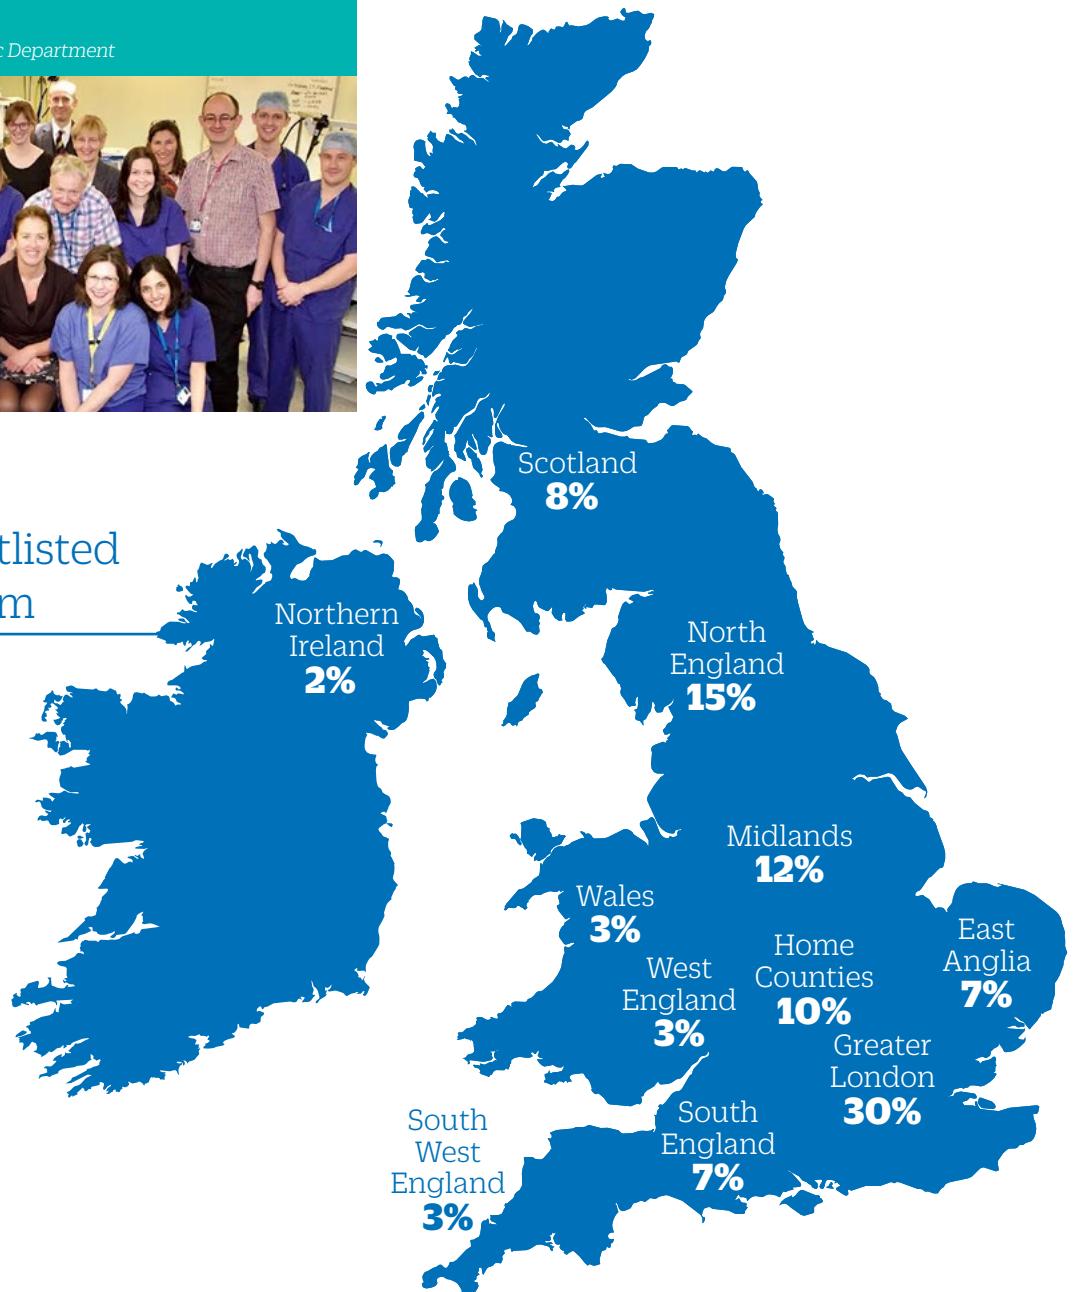 Department
tlisted
m
Scotland
8%
Northern
Ireland
2%
North
England
15%
Midlands
12%
Wales
3%
West
England
3%
Home
Counties
10%
East
Anglia
7%
Greater
London
30%
South
West
England
3%
South
England
7%